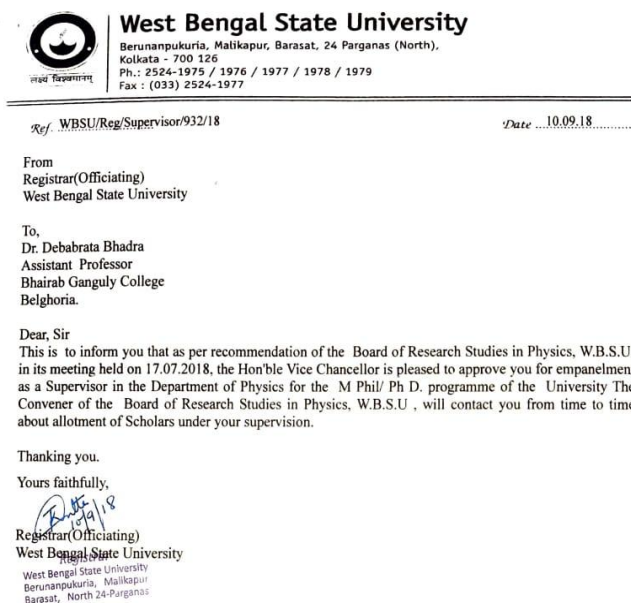 West Bengal State University
Berunanpukuria, Malikapur, Barasat, 24 Parganas (North),
Kolkata - 700 126
Ph.: 2524-1975 / 1976 / 1977 / 1978 / 1979
Fax : (033) 2524-1977
Ref. WBSU/Reg/Supervisor/932/18
Date 10.09.18
From
Registrar(Officiating)
West Bengal State University
To,
Dr. Debabrata Bhadra
Assistant Professor
Bhairab Ganguly College
Belghoria.
Dear, Sir
This is to inform you that as per recommendation of the Board of Research Studies in Physics, W.B.S.U
in its meeting held on 17.07.2018, the Hon'ble Vice Chancellor is pleased to approve you for empanelmen
as a Supervisor in the Department of Physics for the M Phil/ Ph D. programme of the University The
Convener of the Board of Research Studies in Physics, W.B.S.U , will contact you from time to time
about allotment of Scholars under your supervision.
Thanking you.
Yours faithfully,
10/9/18
Registrar(Officiating)
West Bengal State University
Registrar
West Bengal State University
Berunanpukuria, Malikapur
Barasat, North 24-Parganas